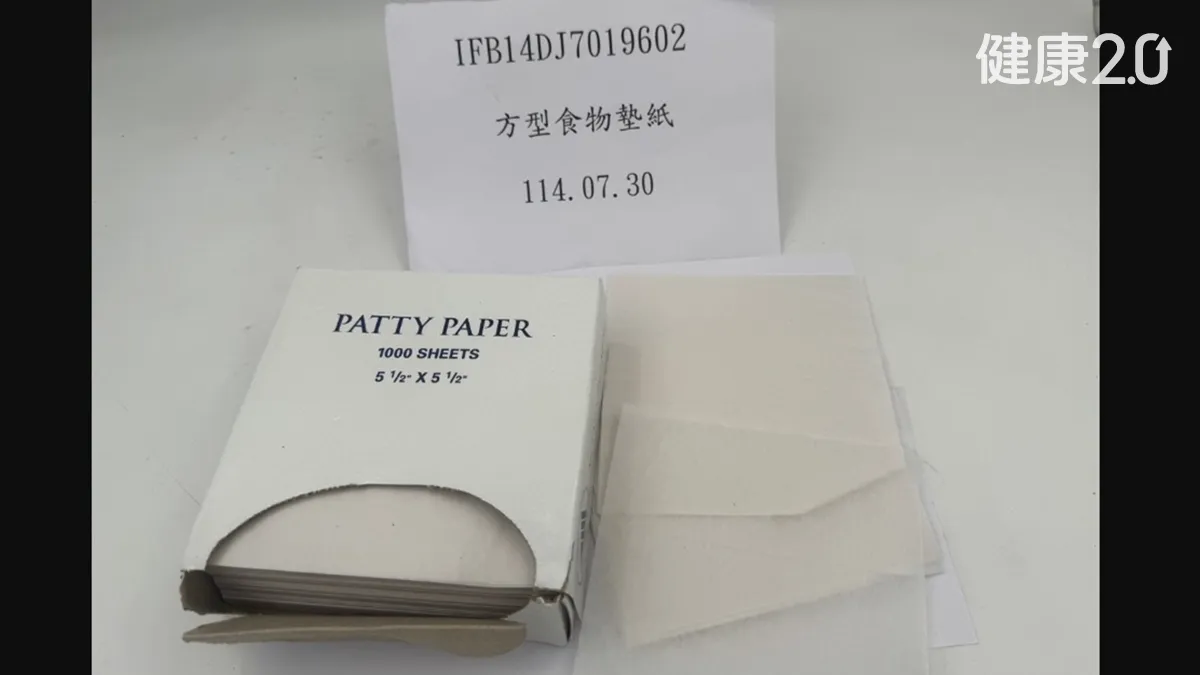 IFB14DJ7019602
健康2.0
方型食物墊紙
114.07.30
PATTY PAPER
1000 SHEETS
5 1/2" X 5 1/2"